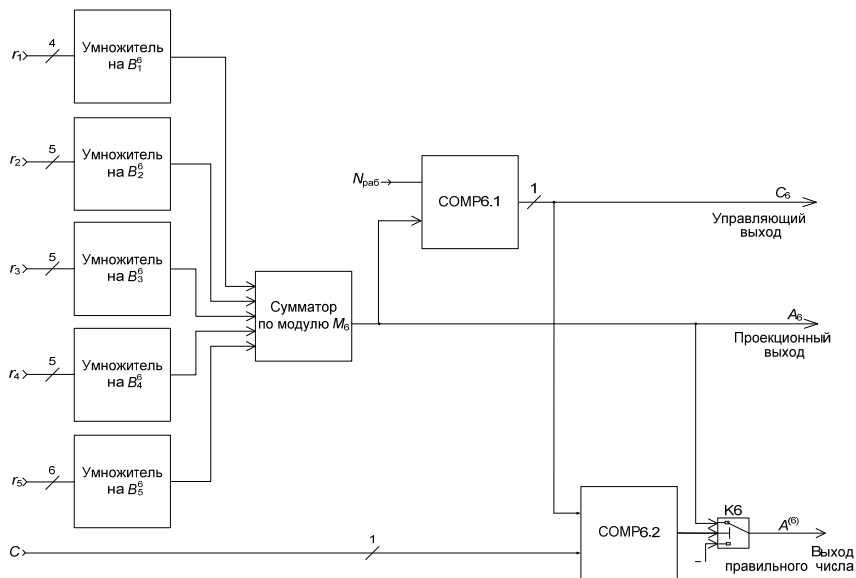 r₁
4
Умножитель
на B₁⁶
r₂
5
Умножитель
на B₂⁶
r₃
5
Умножитель
на B₃⁶
r₄
5
Умножитель
на B₄⁶
r₅
6
Умножитель
на B₅⁶
C
1
Сумматор
по модулю M₆
Nраб
COMP6.1
1
C₆
Управляющий
выход
A₆
Проекционный
выход
COMP6.2
K6
A⁽⁶⁾
Выход
правильного числа